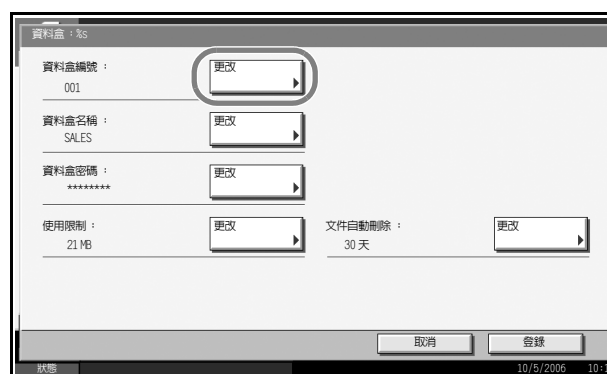 資料盒：%s
資料盒編號： 更改
001
資料盒名稱： 更改
SALES
資料盒密碼： 更改
********
使用限制： 更改 文件自動刪除： 更改
21 MB 30 天
取消 登錄
狀態 10/5/2006